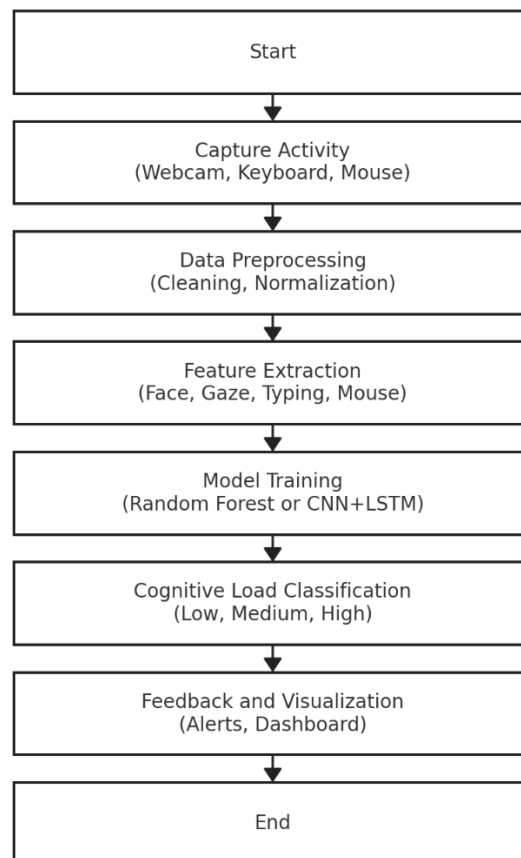 Start
Capture Activity
(Webcam, Keyboard, Mouse)
Data Preprocessing
(Cleaning, Normalization)
Feature Extraction
(Face, Gaze, Typing, Mouse)
Model Training
(Random Forest or CNN+LSTM)
Cognitive Load Classification
(Low, Medium, High)
Feedback and Visualization
(Alerts, Dashboard)
End